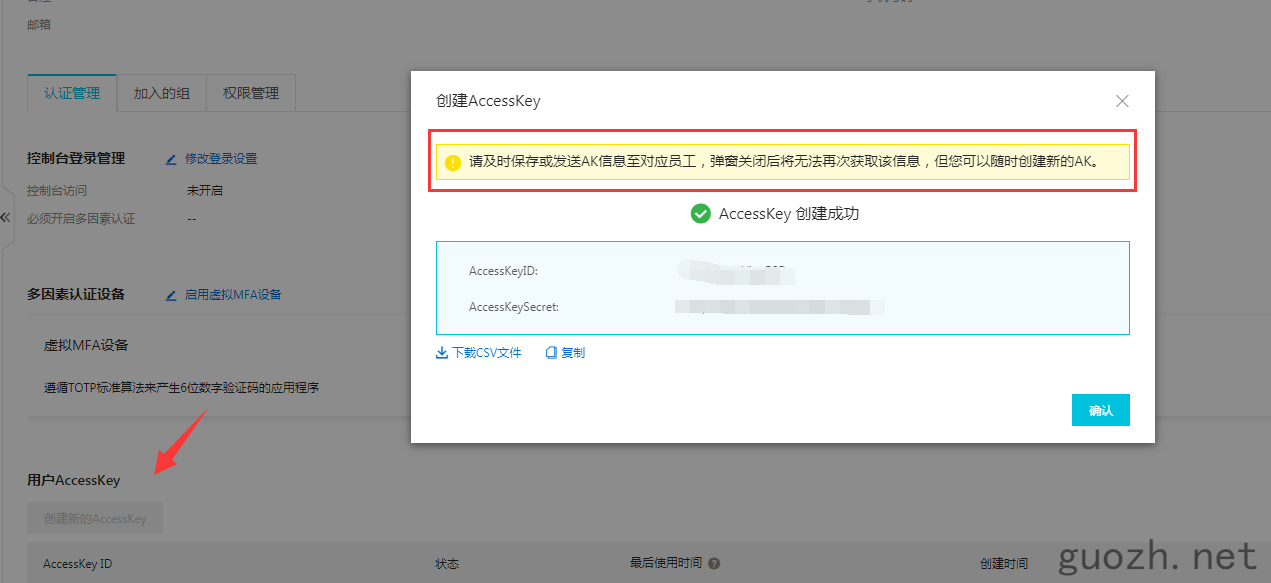 邮箱
认证管理
加入的组
权限管理
创建AccessKey
请及时保存或发送AK信息至对应员工，弹窗关闭后将无法再次获取该信息，但您可以随时创建新的AK。
AccessKey 创建成功
AccessKeyID:
AccessKeySecret:
下载CSV文件
复制
确认
控制台登录管理
修改登录设置
控制台访问
未开启
必须开启多因素认证
--
多因素认证设备
启用虚拟MFA设备
虚拟MFA设备
遵循TOTP标准算法来产生6位数字验证码的应用程序
用户AccessKey
创建新的AccessKey
AccessKey ID
状态
最后使用时间
创建时间
guozh.net